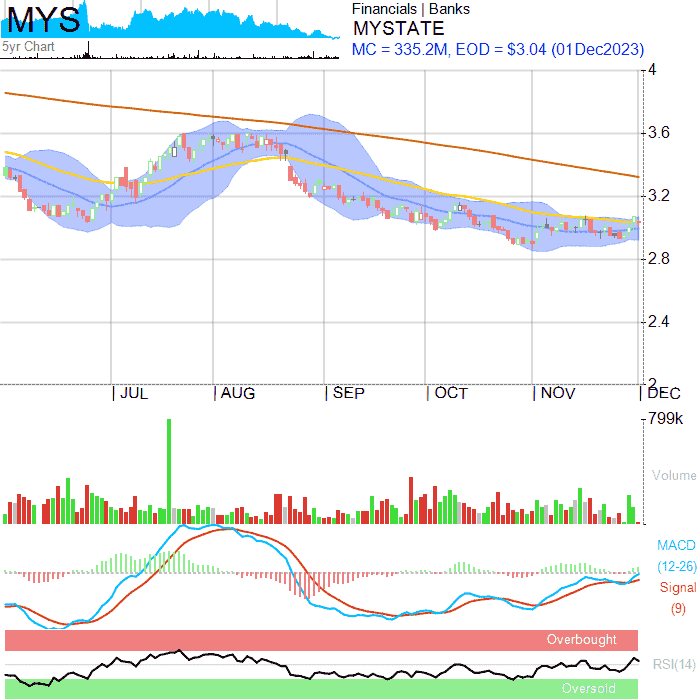 MYS
5yr Chart
Financials | Banks
MYSTATE
MC = 335.2M, EOD = $3.04 (01Dec2023)
4
3.6
3.2
2.8
2.4
2
JUL AUG SEP OCT NOV DEC
799k
Volume
MACD
(12-26)
Signal
(9)
Overbought
RSI(14)
Oversold